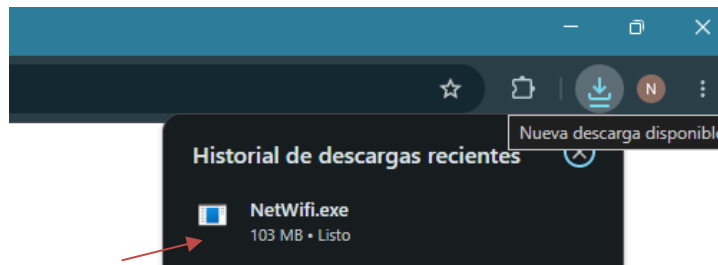 N
Nueva descarga disponible
Historial de descargas recientes
NetWifi.exe
103 MB • Listo